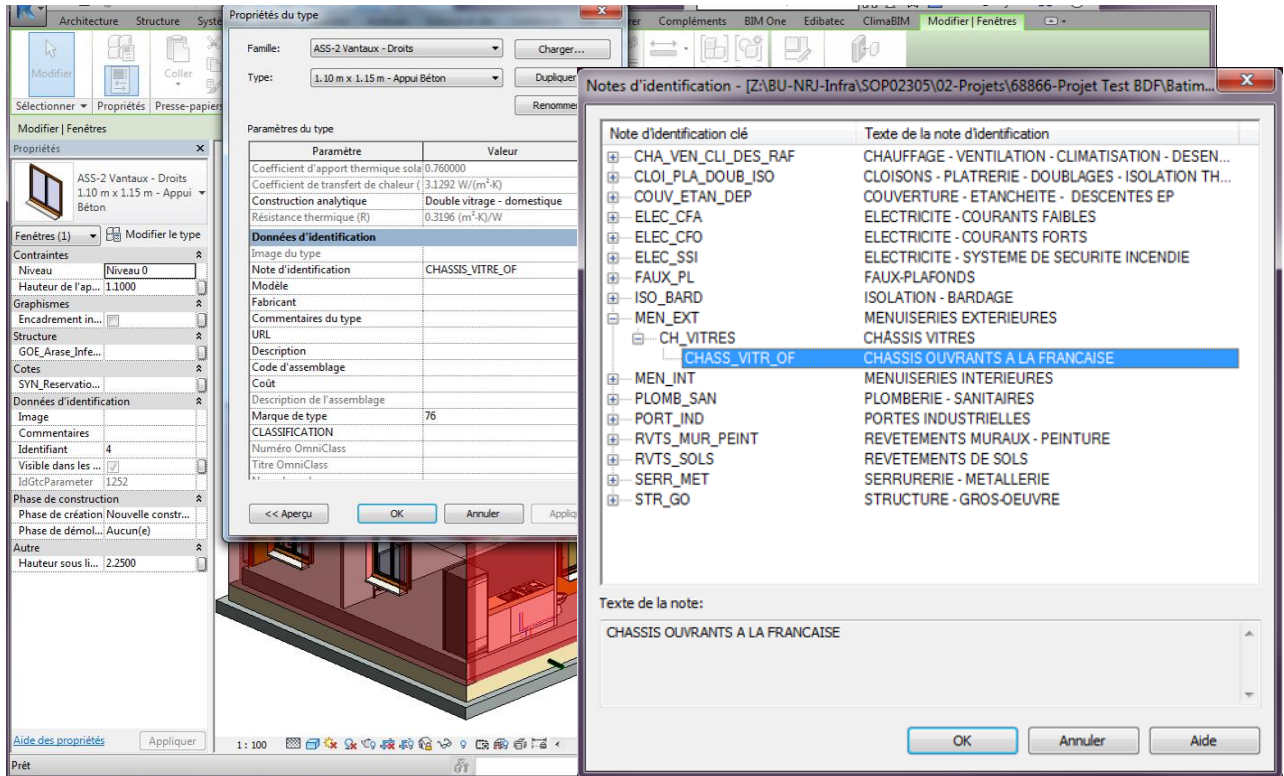 Architecture Structure Systè
Modifier
Coller
Sélectionner Propriétés Presse-papiers
Modifier | Fenêtres
Propriétés
ASS-2 Vantaux - Droits
1.10 m x 1.15 m - Appui
Béton
Fenêtres (1) Modifier le type
Contraintes
Niveau Niveau 0
Hauteur de l'ap... 1.1000
Graphismes
Encadrement in...
Structure
GOE_Arase_Infe...
Cotes
SYN_Reservatio...
Données d'identification
Image
Commentaires
Identifiant 4
Visible dans les ...
IdGtcParameter 1252
Phase de construction
Phase de création Nouvelle constr...
Phase de démol... Aucun(e)
Autre
Hauteur sous li... 2.2500
Aide des propriétés Appliquer
Prêt
1 : 100
Propriétés du type
Famille: ASS-2 Vantaux - Droits Charger...
Type: 1.10 m x 1.15 m - Appui Béton Dupliquer
Renomme
Paramètres du type
Paramètre Valeur
Coefficient d'apport thermique sola 0.760000
Coefficient de transfert de chaleur ( 3.1292 W/(m²·K)
Construction analytique Double vitrage - domestique
Résistance thermique (R) 0.3196 (m²·K)/W
Données d'identification
Image du type
Note d'identification CHASSIS_VITRE_OF
Modèle
Fabricant
Commentaires du type
URL
Description
Code d'assemblage
Coût
Description de l'assemblage
Marque de type 76
CLASSIFICATION
Numéro OmniClass
Titre OmniClass
<< Aperçu OK Annuler Appliq
er Compléments BIM One Edibatec ClimaBIM Modifier | Fenêtres
Notes d'identification - [Z:\BU-NRJ-Infra\SOP02305\02-Projets\68866-Projet Test BDF\Batim...
Note d'identification clé Texte de la note d'identification
CHA_VEN_CLI_DES_RAF CHAUFFAGE - VENTILATION - CLIMATISATION - DESEN...
CLOI_PLA_DOUB_ISO CLOISONS - PLATRERIE - DOUBLAGES - ISOLATION TH...
COUV_ETAN_DEP COUVERTURE - ETANCHEITE - DESCENTES EP
ELEC_CFA ELECTRICITE - COURANTS FAIBLES
ELEC_CFO ELECTRICITE - COURANTS FORTS
ELEC_SSI ELECTRICITE - SYSTEME DE SECURITE INCENDIE
FAUX_PL FAUX-PLAFONDS
ISO_BARD ISOLATION - BARDAGE
MEN_EXT MENUISERIES EXTERIEURES
CH_VITRES CHÂSSIS VITRES
CHASS_VITR_OF CHASSIS OUVRANTS A LA FRANCAISE
MEN_INT MENUISERIES INTERIEURES
PLOMB_SAN PLOMBERIE - SANITAIRES
PORT_IND PORTES INDUSTRIELLES
RVTS_MUR_PEINT REVETEMENTS MURAUX - PEINTURE
RVTS_SOLS REVETEMENTS DE SOLS
SERR_MET SERRURERIE - METALLERIE
STR_GO STRUCTURE - GROS-OEUVRE
Texte de la note:
CHASSIS OUVRANTS A LA FRANCAISE
OK Annuler Aide